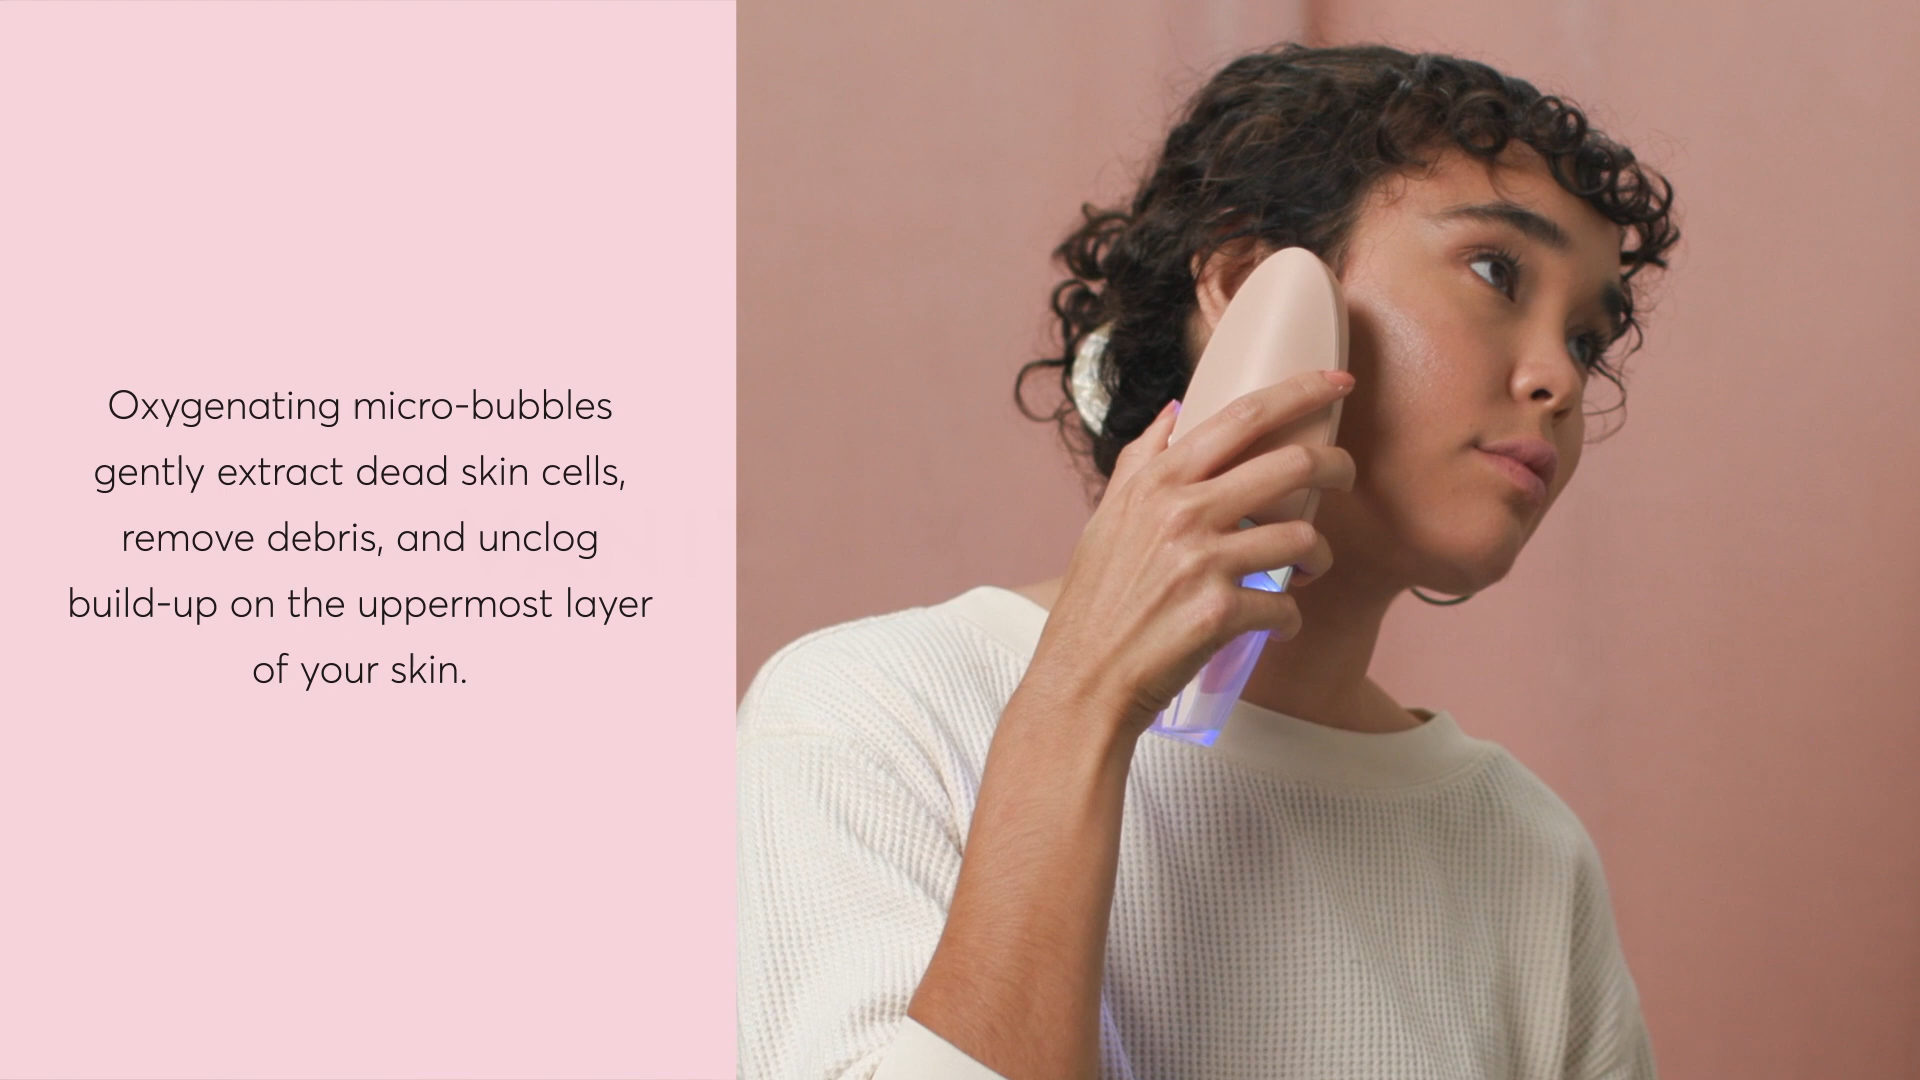 Oxygenating micro-bubbles
gently extract dead skin cells,
remove debris, and unclog
build-up on the uppermost layer
of your skin.